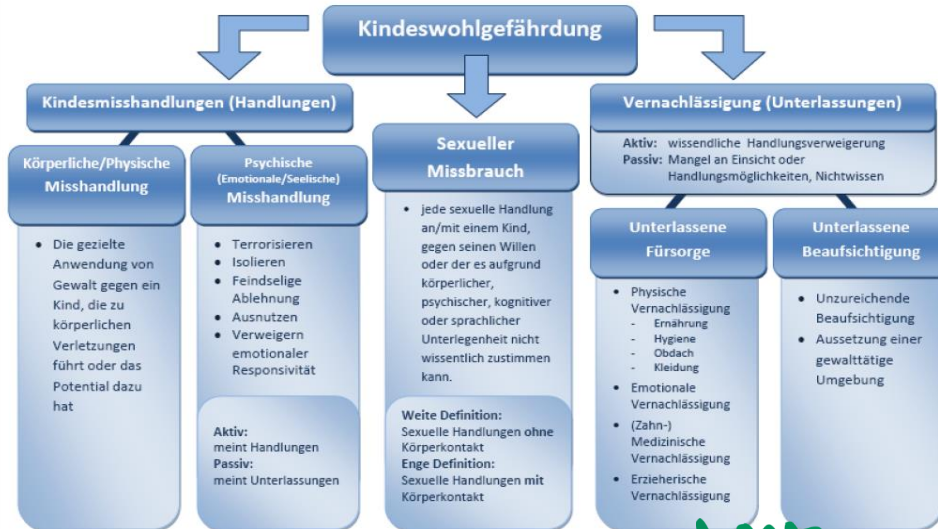 Kindeswohlgefährdung
Kindesmisshandlungen (Handlungen)
Körperliche/Physische
Misshandlung
• Die gezielte
Anwendung von
Gewalt gegen ein
Kind, die zu
körperlichen
Verletzungen
führt oder das
Potential dazu
hat
Psychische
(Emotionale/Seelische)
Misshandlung
• Terrorisieren
• Isolieren
• Feindselige
Ablehnung
• Ausnutzen
• Verweigern
emotionaler
Responsivität
Aktiv:
meint Handlungen
Passiv:
meint Unterlassungen
Sexueller
Missbrauch
• jede sexuelle Handlung
an/mit einem Kind,
gegen seinen Willen
oder der es aufgrund
körperlicher,
psychischer, kognitiver
oder sprachlicher
Unterlegenheit nicht
wissentlich zustimmen
kann.
Weite Definition:
Sexuelle Handlungen ohne
Körperkontakt
Enge Definition:
Sexuelle Handlungen mit
Körperkontakt
Vernachlässigung (Unterlassungen)
Aktiv: wissendliche Handlungsverweigerung
Passiv: Mangel an Einsicht oder
Handlungsmöglichkeiten, Nichtwissen
Unterlassene
Fürsorge
• Physische
Vernachlässigung
- Ernährung
- Hygiene
- Obdach
- Kleidung
• Emotionale
Vernachlässigung
• (Zahn-)
Medizinische
Vernachlässigung
• Erzieherische
Vernachlässigung
Unterlassene
Beaufsichtigung
• Unzureichende
Beaufsichtigung
• Aussetzung einer
gewalttätige
Umgebung